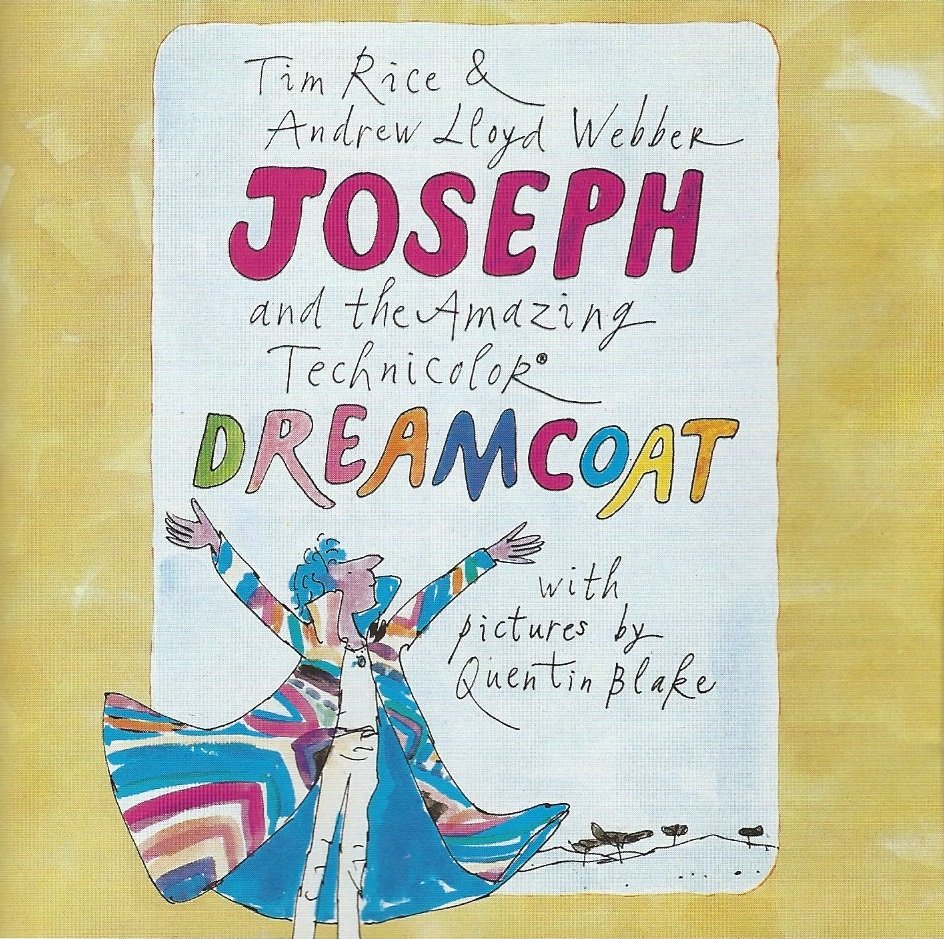 Tim Rice &
Andrew Lloyd Webber
JOSEPH
and the Amazing
Technicolor®
DREAMCOAT
with
pictures by
Quentin Blake